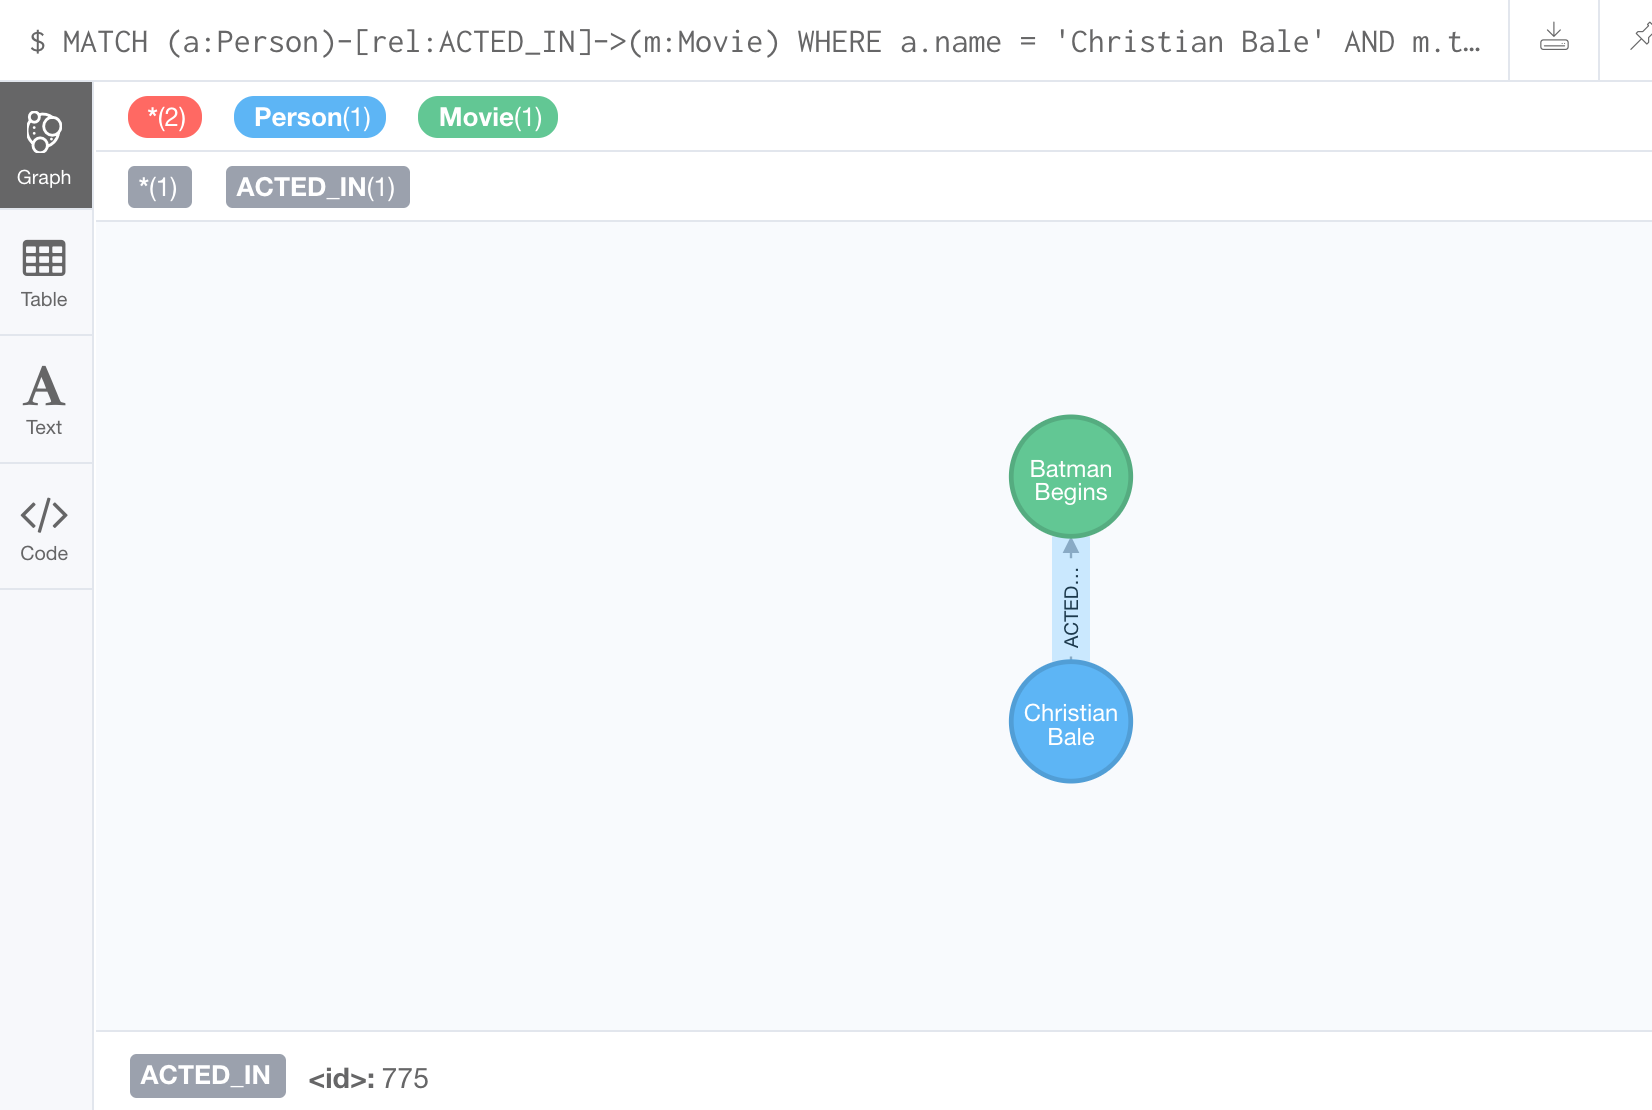 $ MATCH (a:Person)-[rel:ACTED_IN]->(m:Movie) WHERE a.name = 'Christian Bale' AND m.t…
*(2) Person(1) Movie(1)
*(1) ACTED_IN(1)
Graph
Table
Text
Code
Batman
Begins
ACTED…
Christian
Bale
ACTED_IN <id>: 775